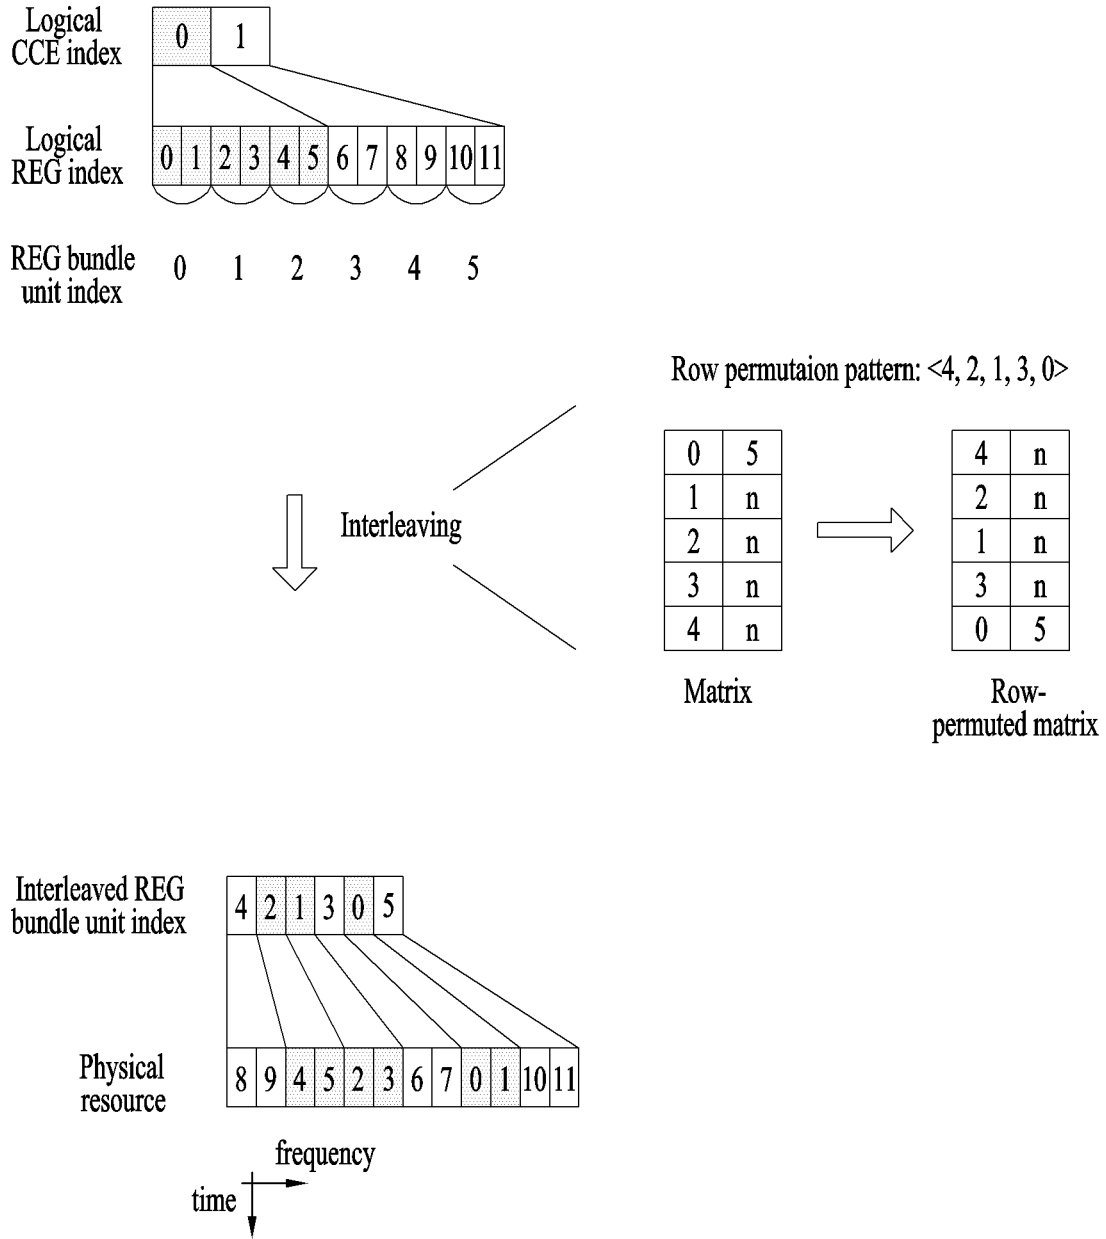 Logical
CCE index
0 1
Logical
REG index
0 1 2 3 4 5 6 7 8 9 10 11
REG bundle
unit index
0 1 2 3 4 5
Row permutaion pattern: <4, 2, 1, 3, 0>
Interleaving
0 5
1 n
2 n
3 n
4 n
Matrix
4 n
2 n
1 n
3 n
0 5
Row-
permuted matrix
Interleaved REG
bundle unit index
4 2 1 3 0 5
Physical
resource
8 9 4 5 2 3 6 7 0 1 10 11
frequency
time